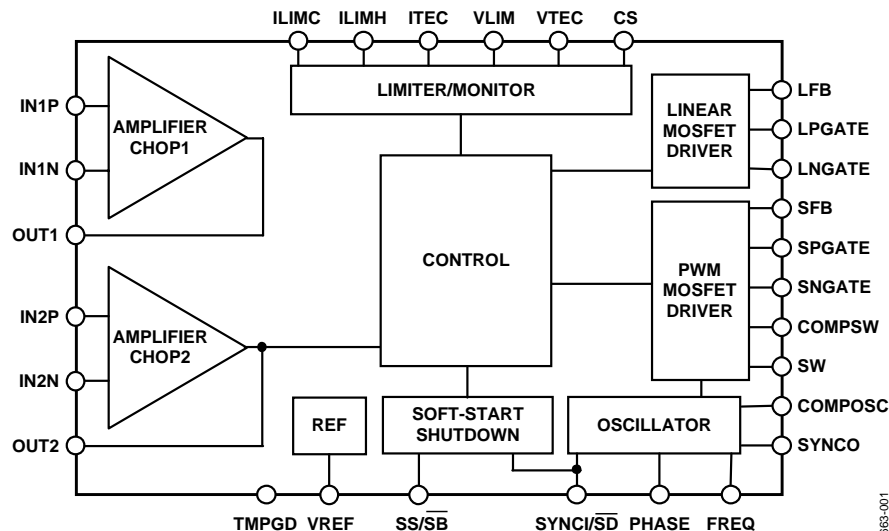 ILIMC ILIMH ITEC VLIM VTEC CS
LIMITER/MONITOR
IN1P
AMPLIFIER
CHOP1
IN1N
OUT1
LINEAR
MOSFET
DRIVER
LFB
LPGATE
LNGATE
CONTROL
PWM
MOSFET
DRIVER
SFB
SPGATE
SNGATE
COMPSW
SW
IN2P
AMPLIFIER
CHOP2
IN2N
OUT2
REF
SOFT-START
SHUTDOWN
OSCILLATOR
COMPOSC
SYNCO
TMPGD VREF SS/S̅B̅ SYNCI/S̅D̅ PHASE FREQ